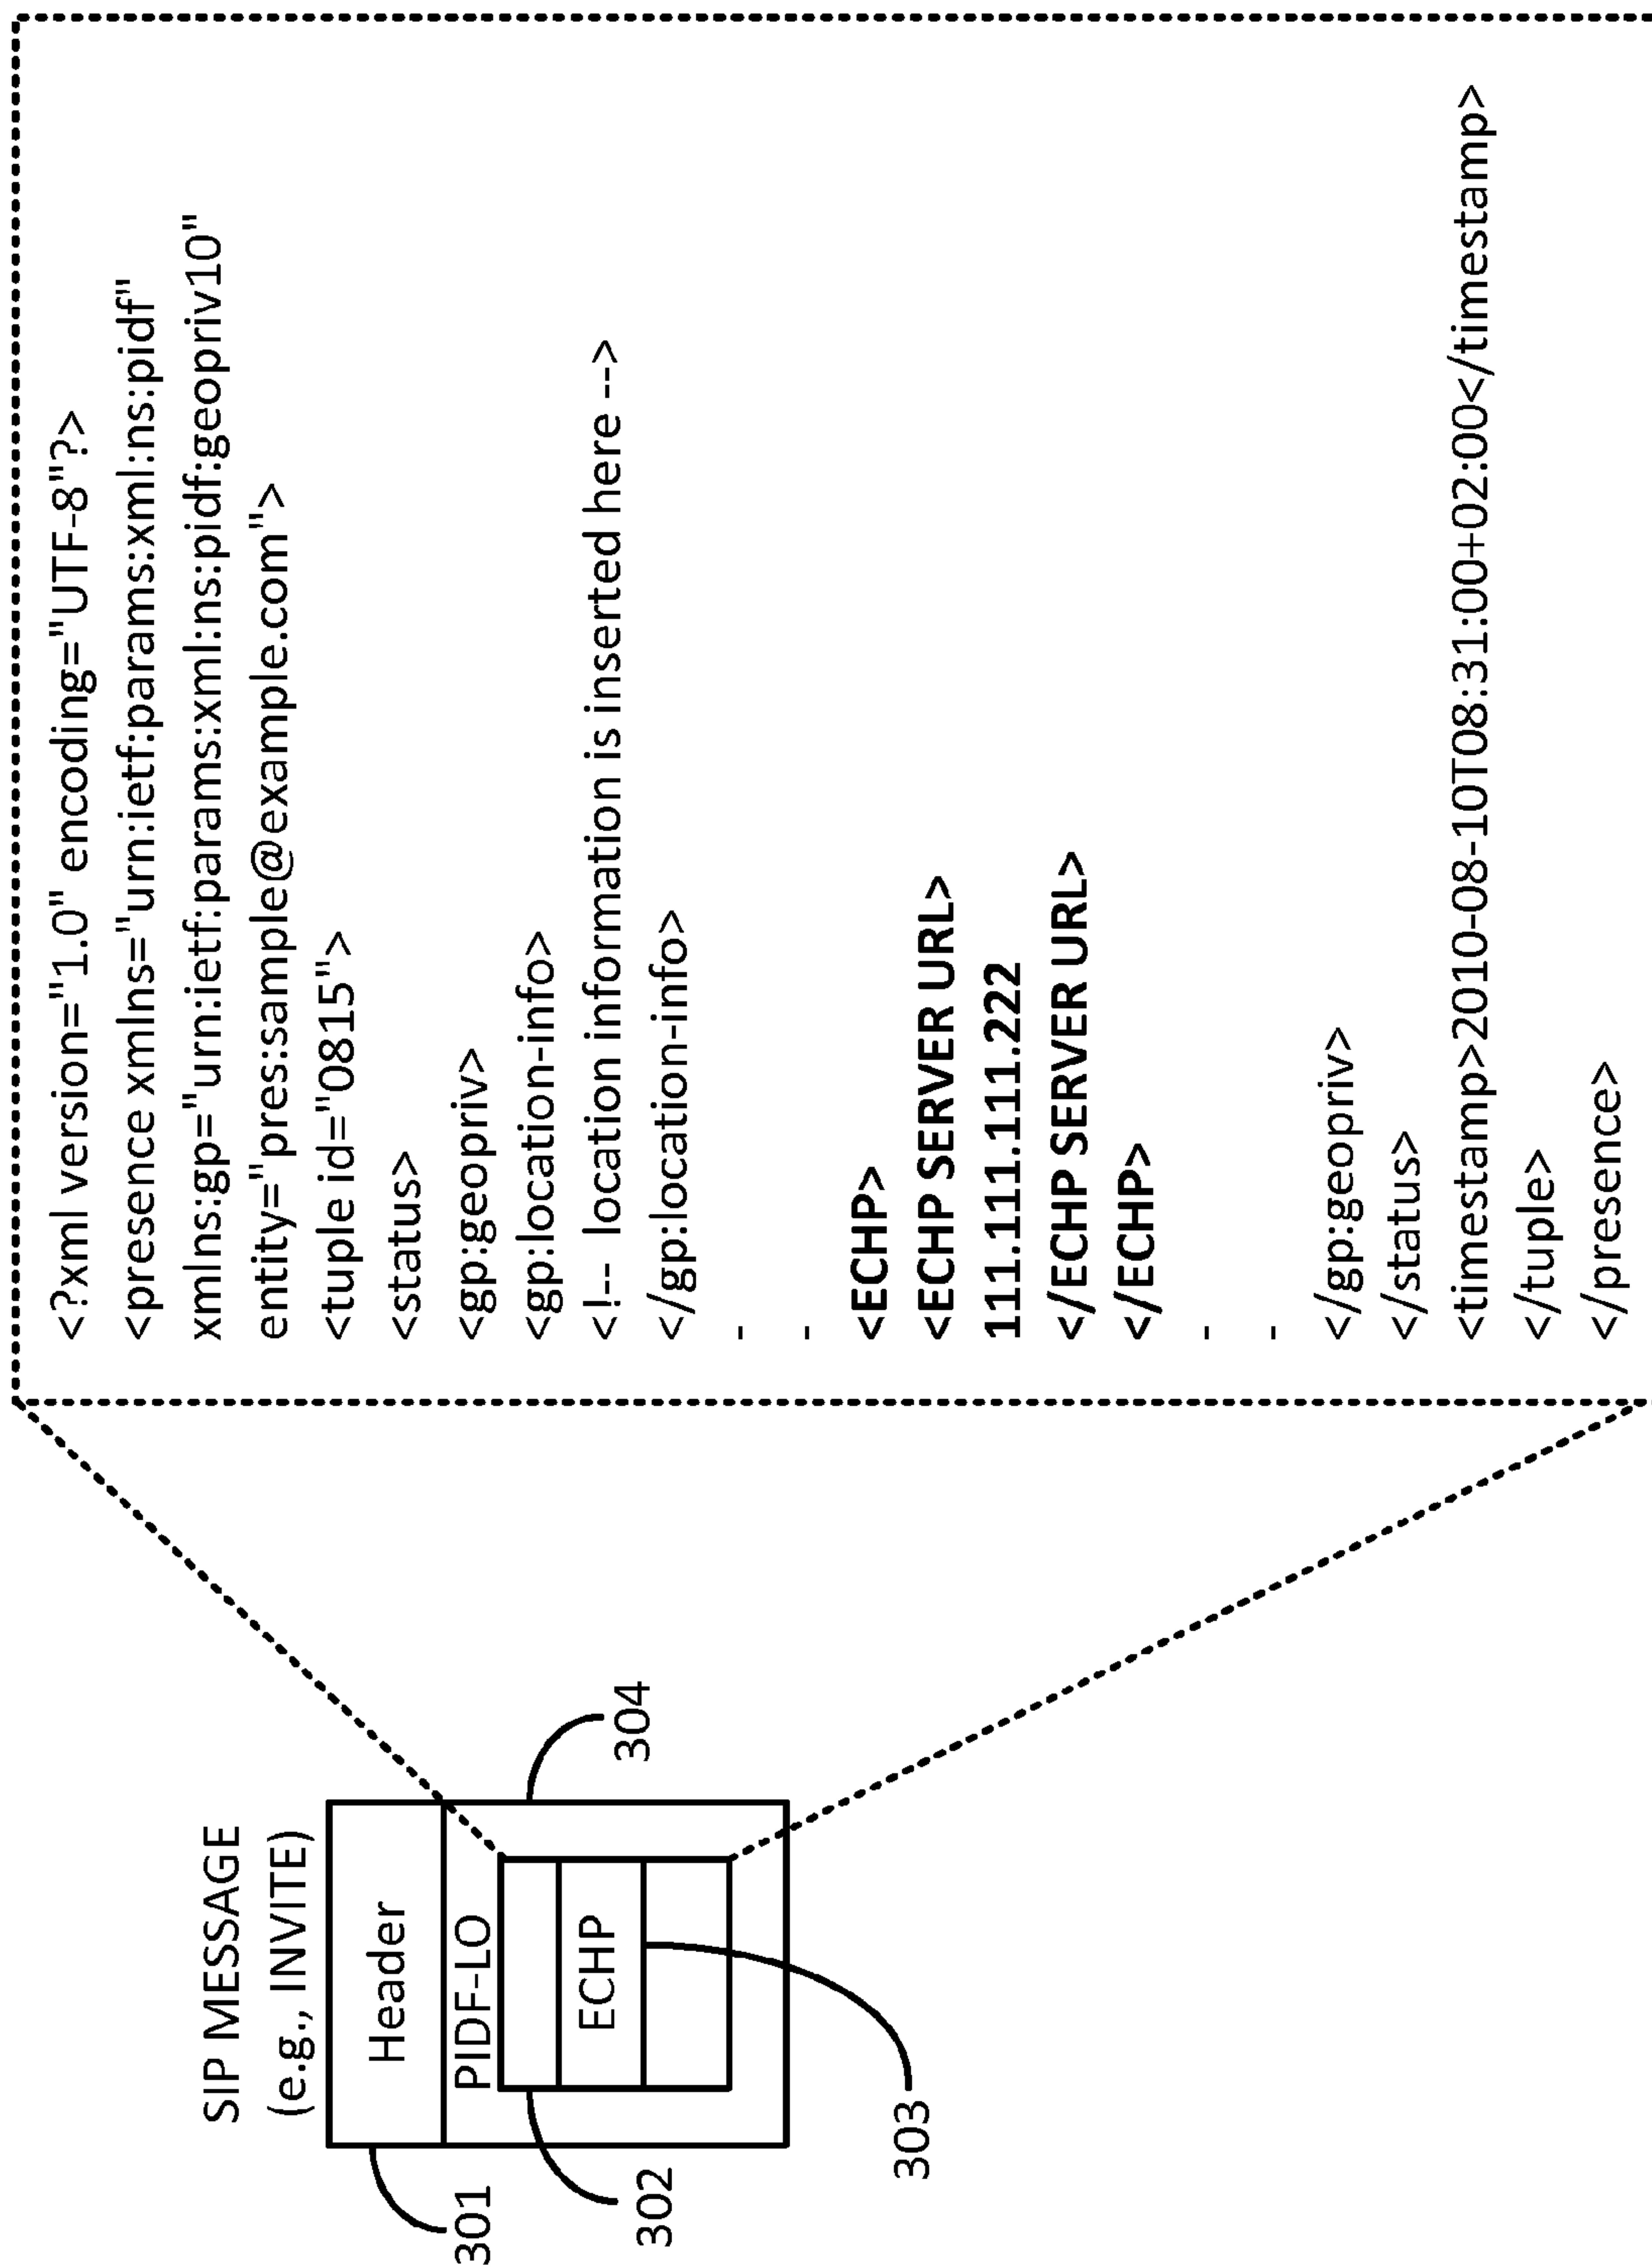 SIP MESSAGE
(e.g., INVITE)
Header
PIDF-LO
ECHP
301
302
303
304
<?xml version="1.0" encoding="UTF-8"?>
<presence xmlns="urn:ietf:params:xml:ns:pidf"
xmlns:gp="urn:ietf:params:xml:ns:pidf:geopriv10"
entity="pres:sample@example.com">
<tuple id="0815">
<status>
<gp:geopriv>
<gp:location-info>
<!-- location information is inserted here -->
</gp:location-info>
-
-
<ECHP>
<ECHP SERVER URL>
111.111.111.222
</ECHP SERVER URL>
</ECHP>
-
-
</gp:geopriv>
</status>
<timestamp>2010-08-10T08:31:00+02:00</timestamp>
</tuple>
</presence>